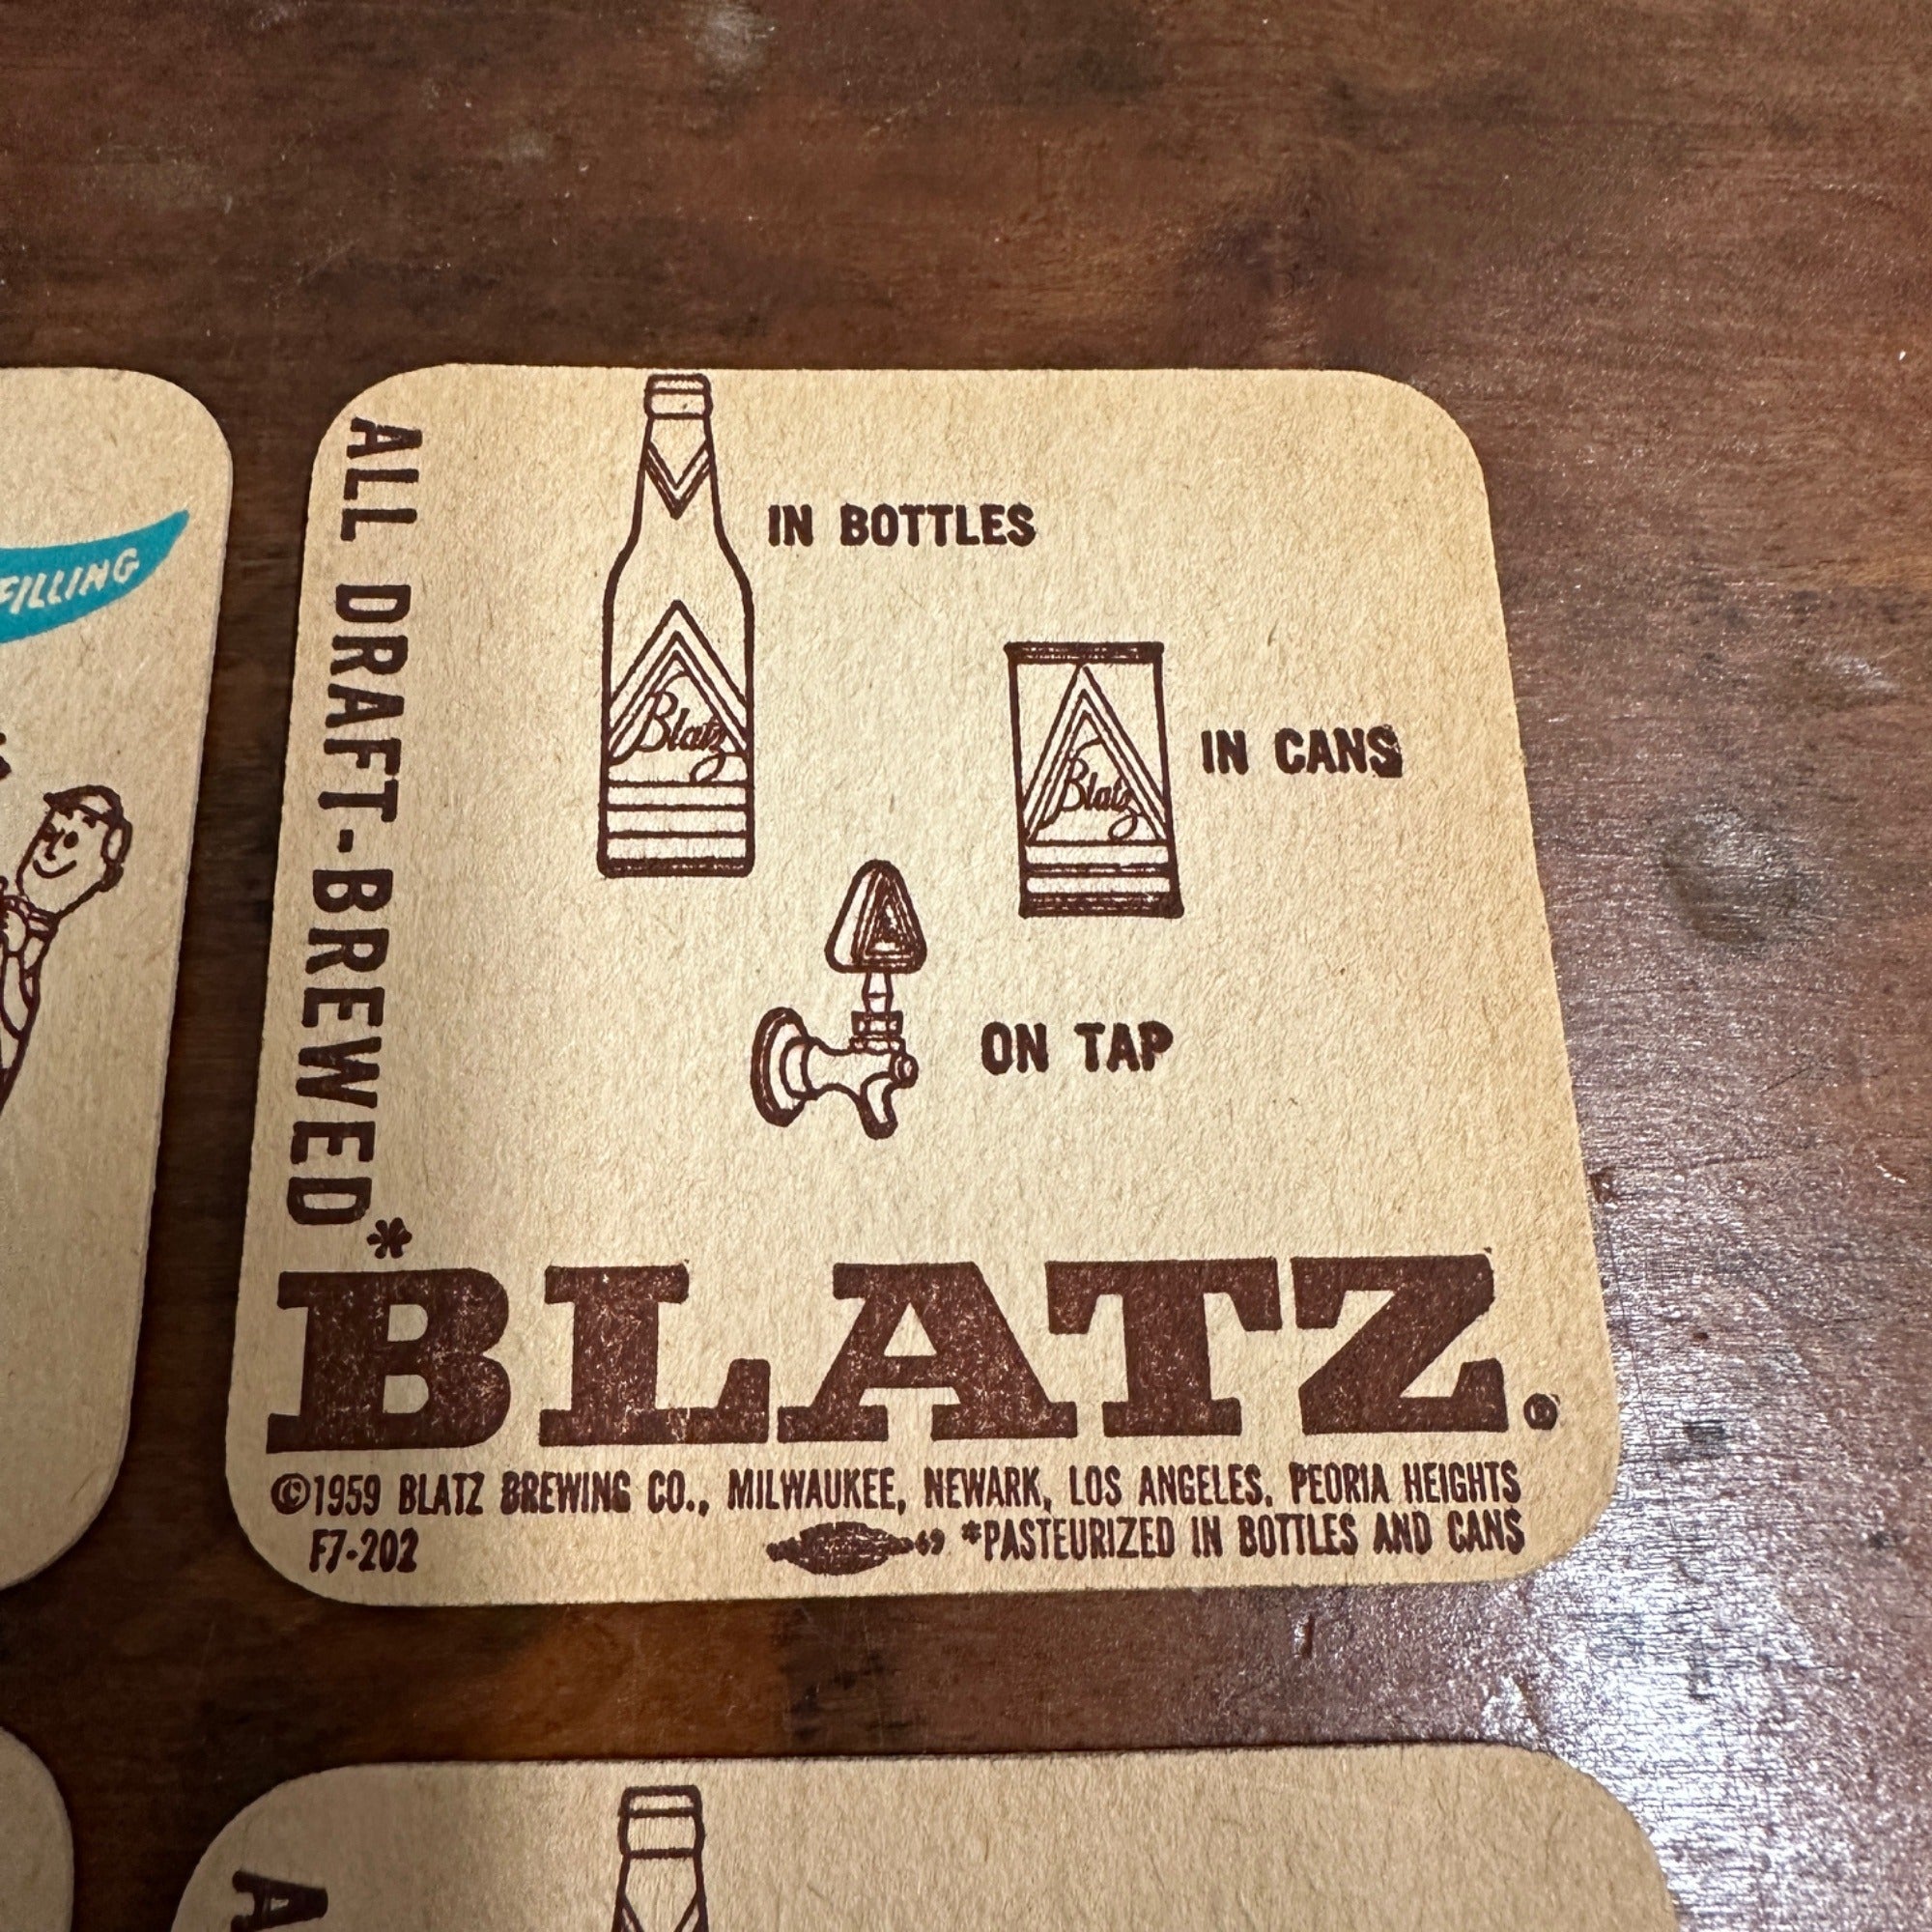 FILLING
ALL DRAFT-BREWED*
IN BOTTLES
Blatz
IN CANS
Blatz
ON TAP
BLATZ.®
©1959 BLATZ BREWING CO., MILWAUKEE, NEWARK, LOS ANGELES, PEORIA HEIGHTS
F7-202 69 *PASTEURIZED IN BOTTLES AND CANS
A